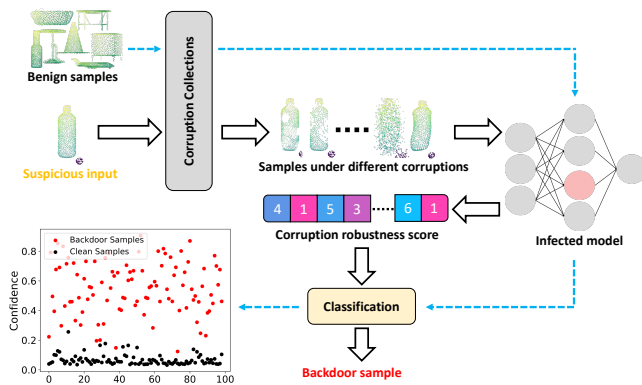 Benign samples
Corruption Collections
Suspicious input
Samples under different corruptions
4 1 5 3 6 1
Corruption robustness score
Infected model
Backdoor Samples
Clean Samples
Confidence
0.8
0.6
0.4
0.2
0.0
0 20 40 60 80 100
Classification
Backdoor sample